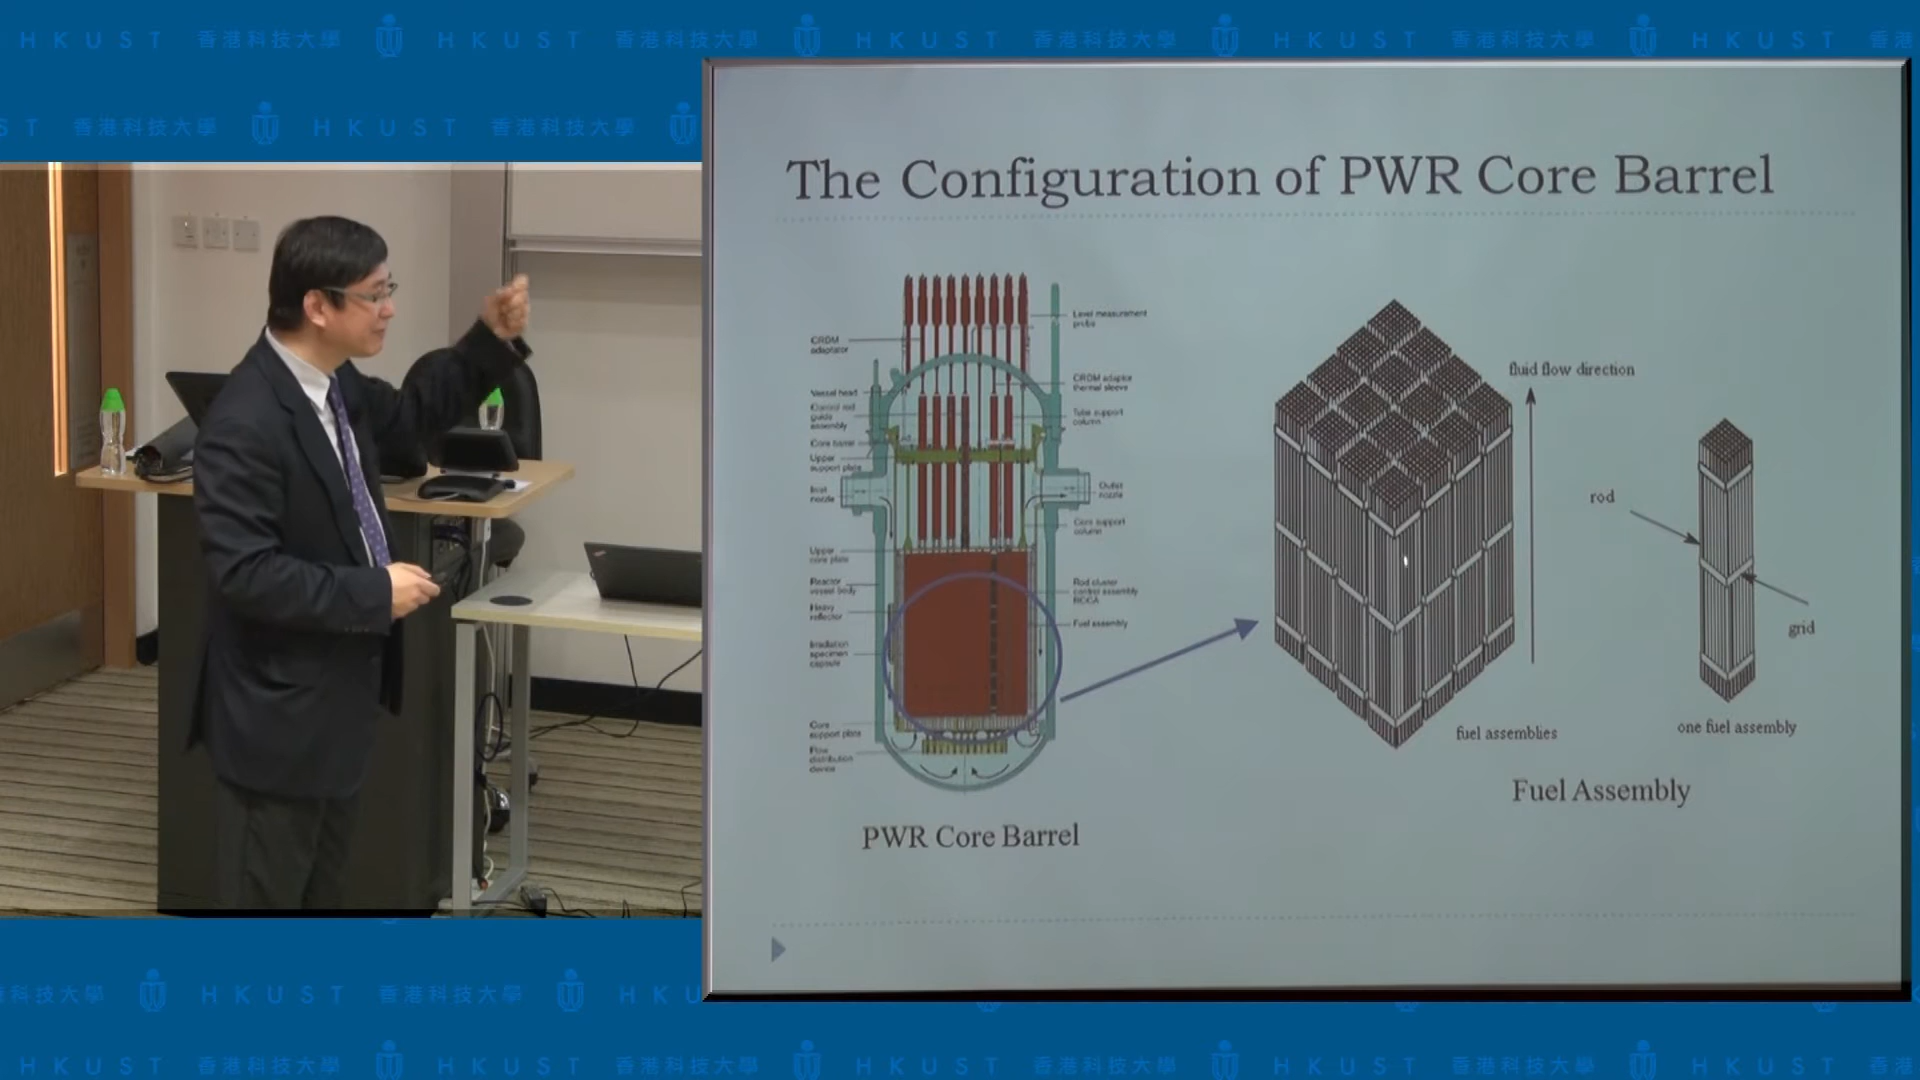 HKUST 香港科技大學 HKUST 香港科技大學 HKUST 香港科技大學 HKUST 香港科技大學 HKUST 香港
ST 香港科技大學 HKUST 香港科技大學
The Configuration of PWR Core Barrel
CRDM
adaptator
Vessel head
Control rod
guide
assembly
Core barrel
Upper
support plate
Inlet
nozzle
Upper
core plate
Reactor
vessel body
Heavy
reflector
Irradiation
specimen
capsule
Core
support plate
Flow
distribution
device
Level measurement
probe
CRDM adaptor
thermal sleeve
Tube support
column
Outlet
nozzle
Core support
column
Rod cluster
control assembly
RCCA
Fuel assembly
PWR Core Barrel
fluid flow direction
rod
grid
fuel assemblies
one fuel assembly
Fuel Assembly
科技大學 HKUST 香港科技大學 HKU
HKUST 香港科技大學 HKUST 香港科技大學 HKUST 香港科技大學 HKUST 香港科技大學 HKUST 香港